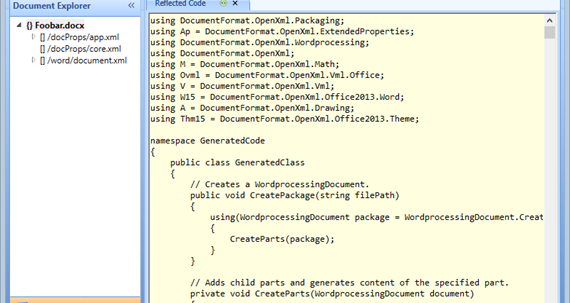 Document Explorer
Reflected Code
{} Foobar.docx
[] /docProps/app.xml
[] /docProps/core.xml
[] /word/document.xml
using DocumentFormat.OpenXml.Packaging;
using Ap = DocumentFormat.OpenXml.ExtendedProperties;
using DocumentFormat.OpenXml.Wordprocessing;
using DocumentFormat.OpenXml;
using M = DocumentFormat.OpenXml.Math;
using Ovml = DocumentFormat.OpenXml.Vml.Office;
using V = DocumentFormat.OpenXml.Vml;
using W15 = DocumentFormat.OpenXml.Office2013.Word;
using A = DocumentFormat.OpenXml.Drawing;
using Thm15 = DocumentFormat.OpenXml.Office2013.Theme;
namespace GeneratedCode
{
public class GeneratedClass
{
// Creates a WordprocessingDocument.
public void CreatePackage(string filePath)
{
using(WordprocessingDocument package = WordprocessingDocument.Creat
{
CreateParts(package);
}
}
// Adds child parts and generates content of the specified part.
private void CreateParts(WordprocessingDocument document)
{